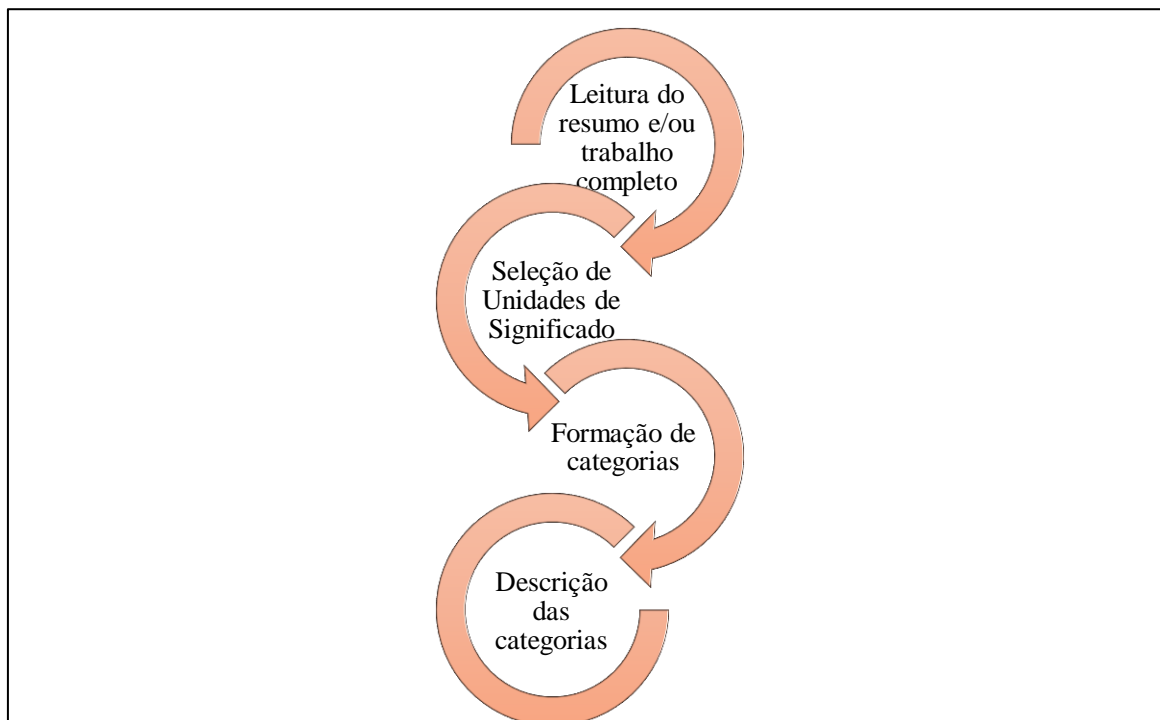 Leitura do
resumo e/ou
trabalho
completo
Seleção de
Unidades de
Significado
Formação de
categorias
Descrição
das
categorias